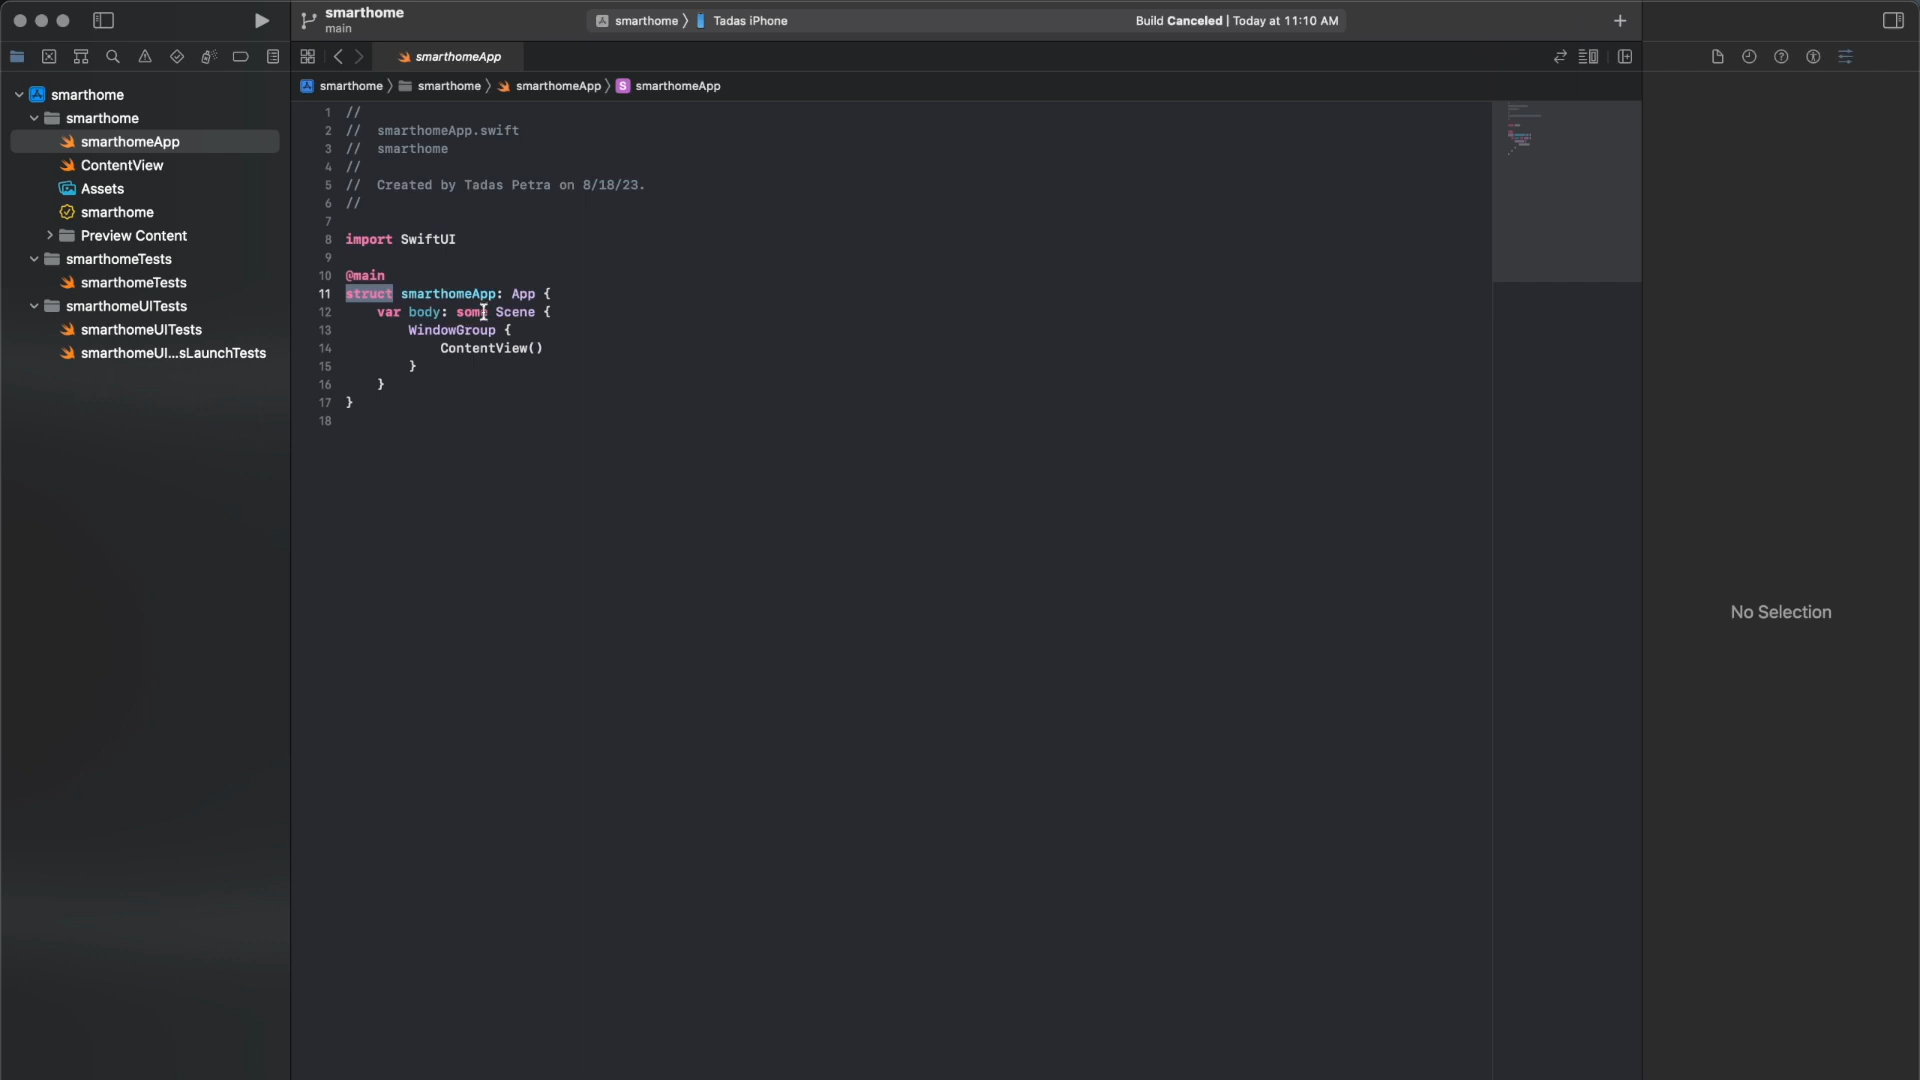 smarthome
main
smarthome 〉 Tadas iPhone
Build Canceled | Today at 11:10 AM
smarthomeApp
smarthome 〉 smarthome 〉 smarthomeApp 〉 S smarthomeApp
smarthome
smarthome
smarthomeApp
ContentView
Assets
smarthome
Preview Content
smarthomeTests
smarthomeTests
smarthomeUITests
smarthomeUITests
smarthomeUI...sLaunchTests
1 //
2 //  smarthomeApp.swift
3 //  smarthome
4 //
5 //  Created by Tadas Petra on 8/18/23.
6 //
7
8 import SwiftUI
9
10 @main
11 struct smarthomeApp: App {
12     var body: some Scene {
13         WindowGroup {
14             ContentView()
15         }
16     }
17 }
18
No Selection